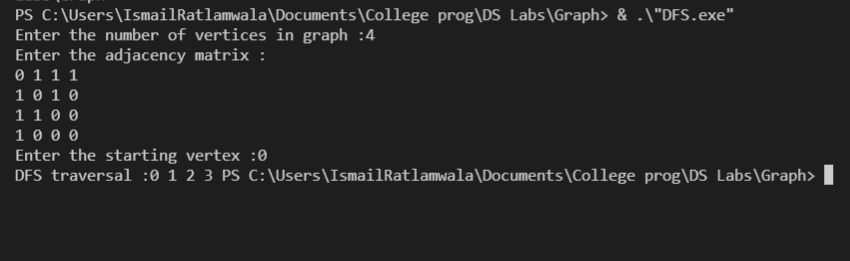 PS C:\Users\IsmailRatlamwala\Documents\College prog\DS Labs\Graph> & .\"DFS.exe"
Enter the number of vertices in graph :4
Enter the adjacency matrix :
0 1 1 1
1 0 1 0
1 1 0 0
1 0 0 0
Enter the starting vertex :0
DFS traversal :0 1 2 3 PS C:\Users\IsmailRatlamwala\Documents\College prog\DS Labs\Graph>